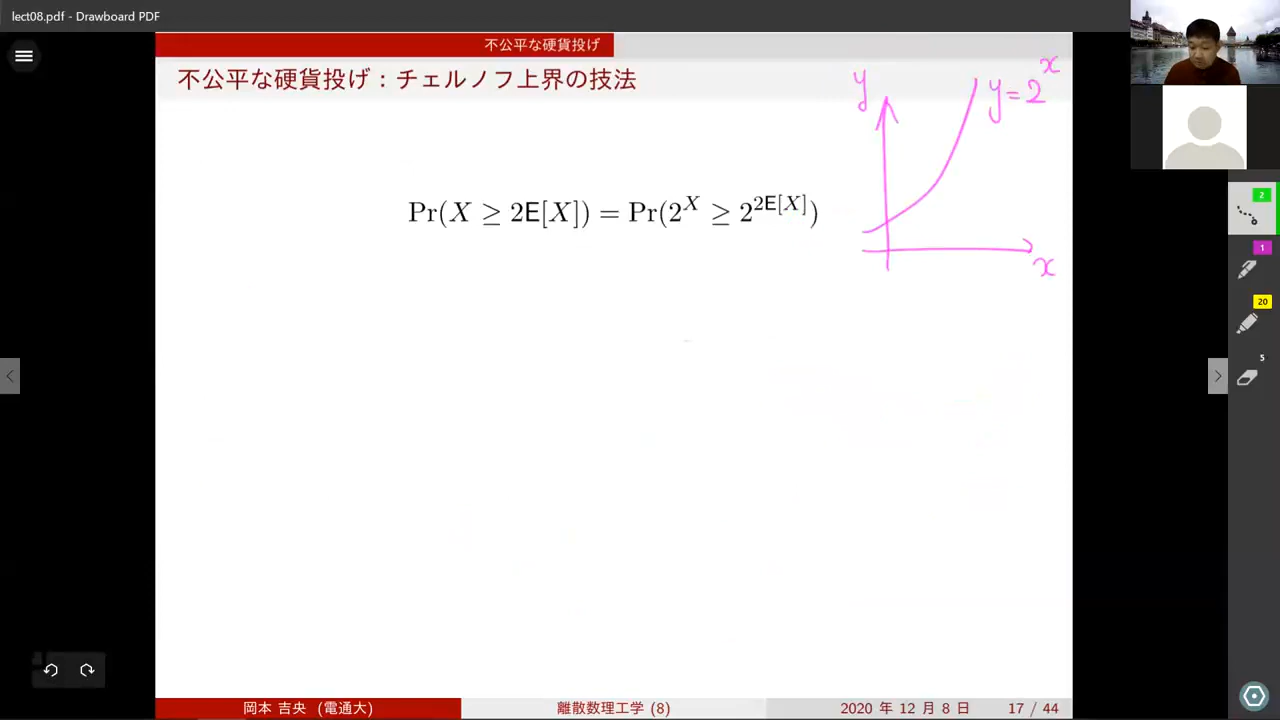 lect08.pdf - Drawboard PDF
不公平な硬貨投げ
不公平な硬貨投げ：チェルノフ上界の技法
y
y=2^x
Pr(X ≥ 2E[X]) = Pr(2^X ≥ 2^{2E[X]})
x
2
1
20
5
岡本 吉央 (電通大)
離散数理工学 (8)
2020 年 12 月 8 日
17 / 44